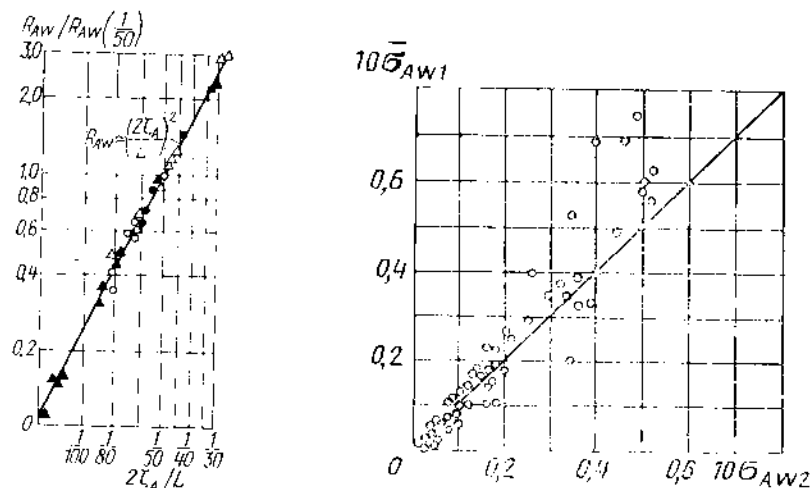 R_AW / R_AW (1/50)
3,0
2,0
R_AW ≃ (2ζ_A / L)^2
1,0
0,8
0,6
0,4
0,2
0
1/100 1/80 1/50 1/40 1/30
2ζ_A/L
10σ̄_AW1
0,6
0,4
0,2
0 0,2 0,4 0,6 10σ_AW2